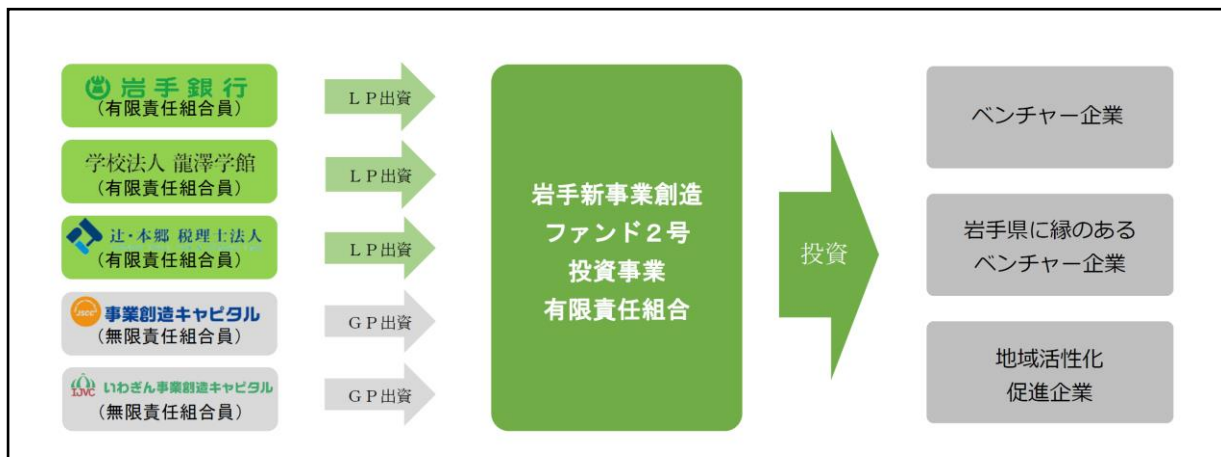 岩手銀行
(有限責任組合員)
LP出資
学校法人 龍澤学館
(有限責任組合員)
LP出資
辻・本郷 税理士法人
(有限責任組合員)
LP出資
JSCC
事業創造キャピタル
(無限責任組合員)
GP出資
IJVC
いわぎん事業創造キャピタル
(無限責任組合員)
GP出資
岩手新事業創造
ファンド2号
投資事業
有限責任組合
投資
ベンチャー企業
岩手県に縁のある
ベンチャー企業
地域活性化
促進企業